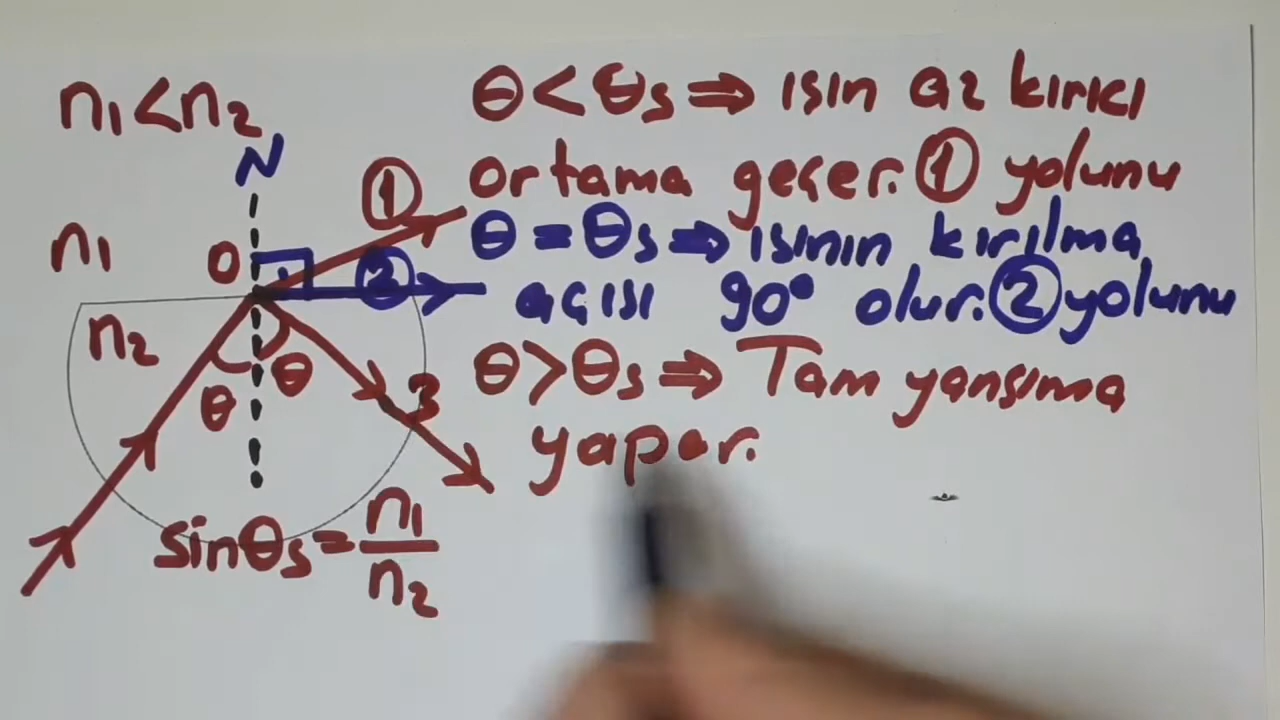 n1<n2
N
n1
0
1
2
n2
θ
θ
3
sinθs=n1/n2
θ<θs⇒ ışın az kırıcı
ortama geçer. ① yolunu
θ=θs⇒ ışının kırılma
açısı 90° olur. ② yolunu
θ>θs⇒ Tam yansıma
yapar.